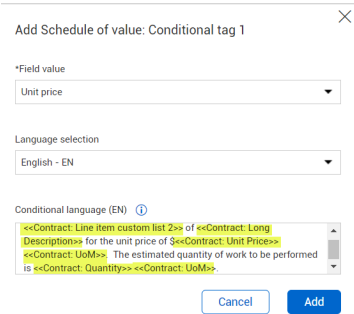 Add Schedule of value: Conditional tag 1
*Field value
Unit price
Language selection
English - EN
Conditional language (EN)
<<Contract: Line item custom list 2>> of <<Contract: Long
Description>> for the unit price of $<<Contract: Unit Price>>
<<Contract: UoM>>. The estimated quantity of work to be performed
is <<Contract: Quantity>> <<Contract: UoM>>.
Cancel
Add